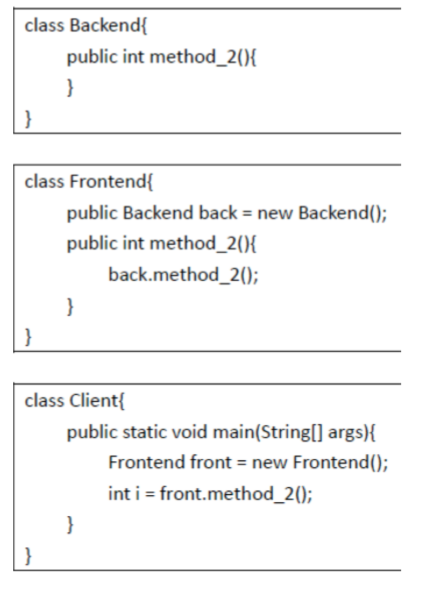 class Backend{
public int method_2(){
}
}
class Frontend{
public Backend back = new Backend();
public int method_2(){
back.method_2();
}
}
class Client{
public static void main(String[] args){
Frontend front = new Frontend();
int i = front.method_2();
}
}